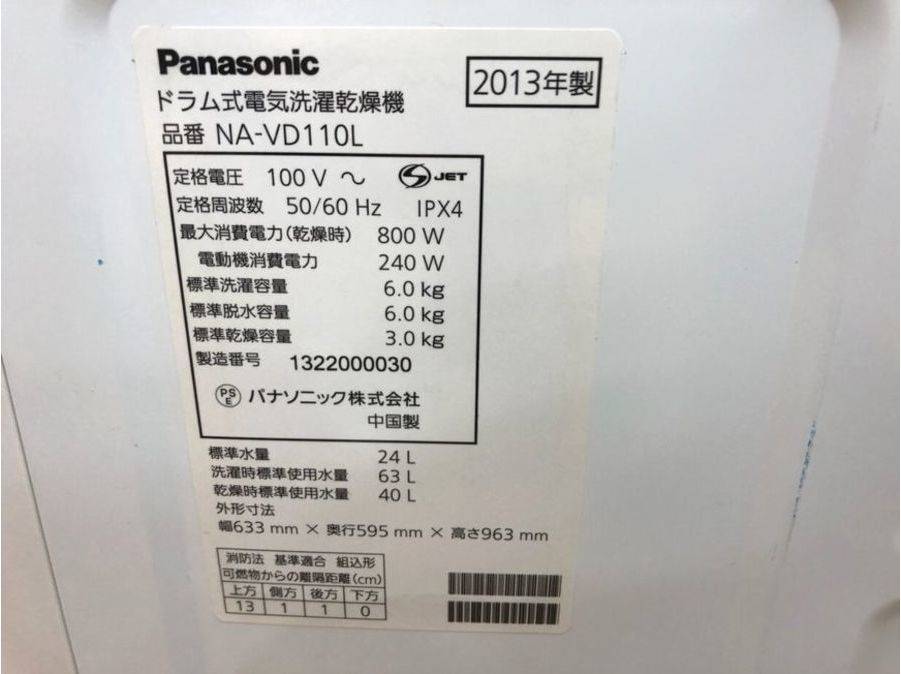 Panasonic
2013年製
ドラム式電気洗濯乾燥機
品番 NA-VD110L
定格電圧 100 V ～ S JET
定格周波数 50/60 Hz IPX4
最大消費電力(乾燥時) 800 W
電動機消費電力 240 W
標準洗濯容量 6.0 kg
標準脱水容量 6.0 kg
標準乾燥容量 3.0 kg
製造番号 1322000030
PSE パナソニック株式会社
中国製
標準水量 24 L
洗濯時標準使用水量 63 L
乾燥時標準使用水量 40 L
外形寸法
幅633 mm × 奥行595 mm × 高さ963 mm
消防法 基準適合 組込形
可燃物からの離隔距離(cm)
上方 側方 後方 下方
13 1 1 0